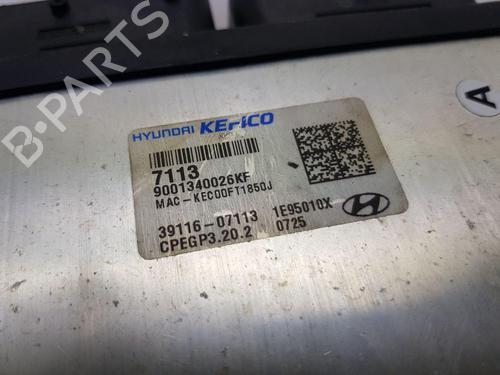 HYUNDAI KEFICO
7113
9001340026KF
MAC-KEC00FT1850J
39116-07113 1E95010X
CPEGP3.20.2 0725
A
B-Parts